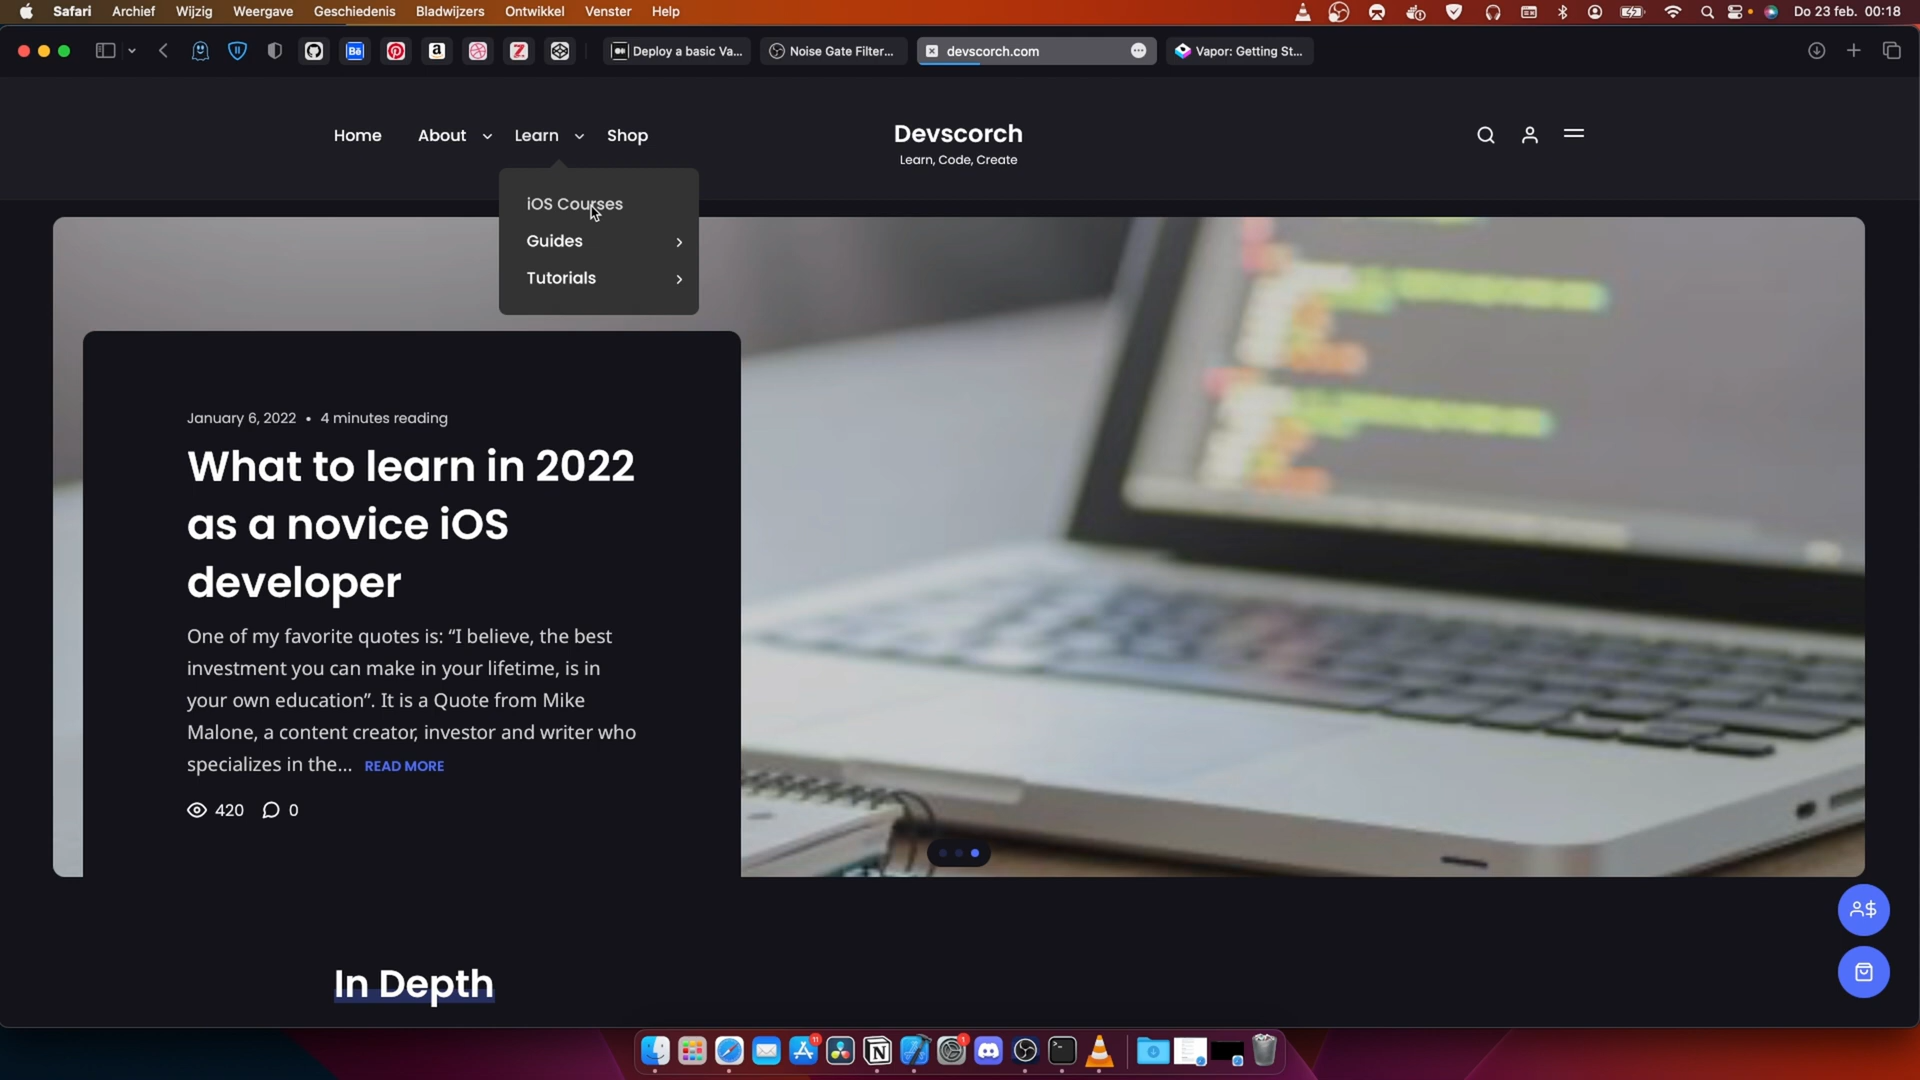 Safari Archief Wijzig Weergave Geschiedenis Bladwijzers Ontwikkel Venster Help Do 23 feb. 00:18
Deploy a basic Va... Noise Gate Filter... devscorch.com Vapor: Getting St...
Home About Learn Shop
Devscorch
Learn, Code, Create
iOS Courses
Guides
Tutorials
January 6, 2022 • 4 minutes reading
What to learn in 2022
as a novice iOS
developer
One of my favorite quotes is: “I believe, the best
investment you can make in your lifetime, is in
your own education”. It is a Quote from Mike
Malone, a content creator, investor and writer who
specializes in the... READ MORE
420 0
In Depth